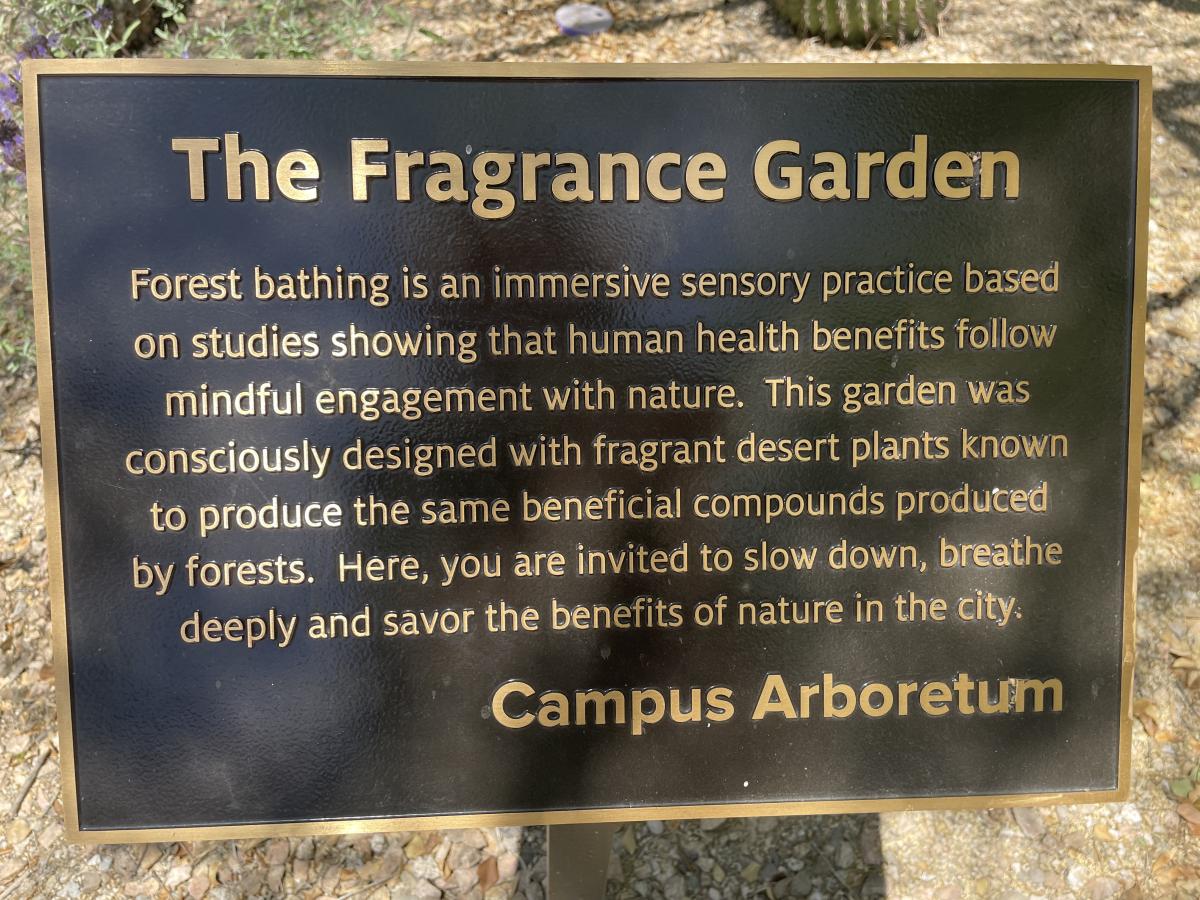 The Fragrance Garden
Forest bathing is an immersive sensory practice based
on studies showing that human health benefits follow
mindful engagement with nature.  This garden was
consciously designed with fragrant desert plants known
to produce the same beneficial compounds produced
by forests.  Here, you are invited to slow down, breathe
deeply and savor the benefits of nature in the city.
Campus Arboretum